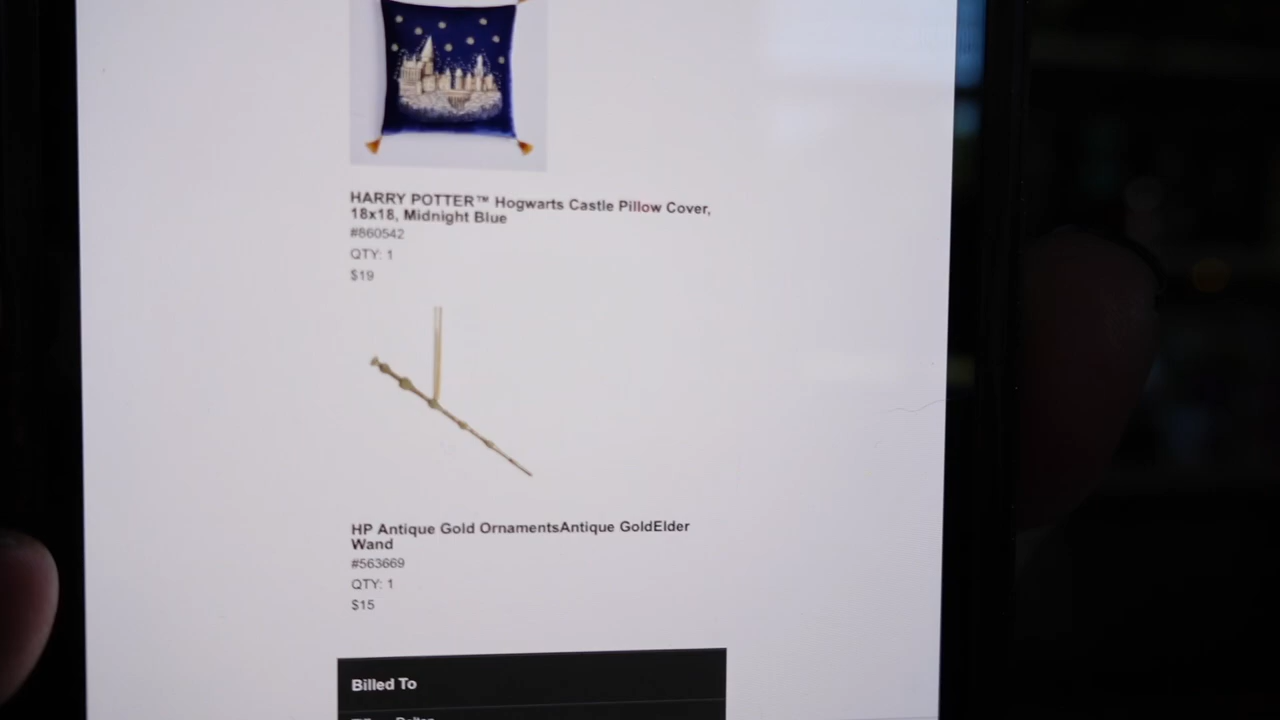 HARRY POTTER™ Hogwarts Castle Pillow Cover,
18x18, Midnight Blue
#860542
QTY: 1
$19
HP Antique Gold OrnamentsAntique GoldElder
Wand
#563669
QTY: 1
$15
Billed To